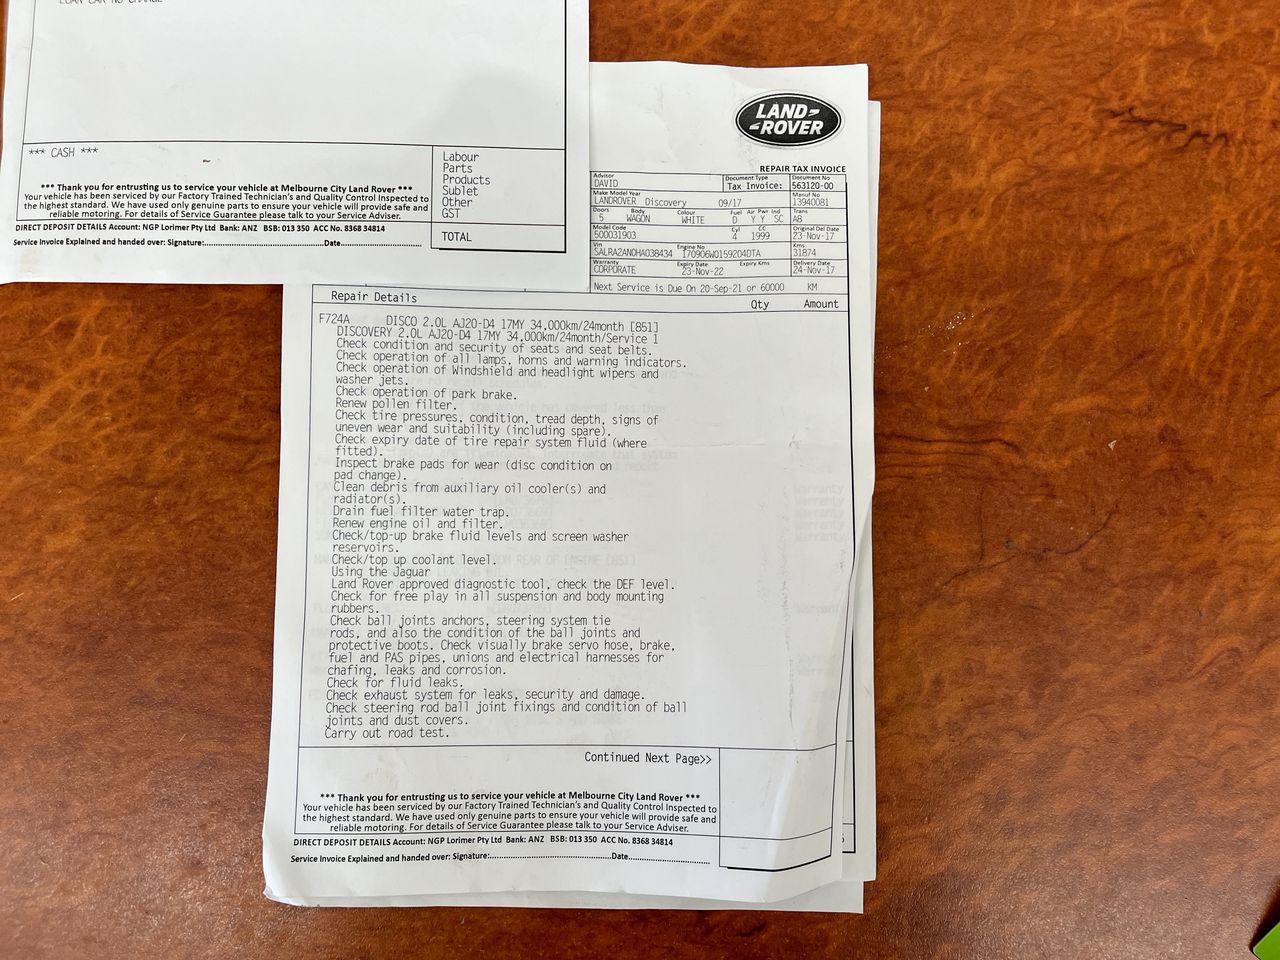 LOAN CAR NO CHARGE
*** CASH ***
Labour
Parts
Products
Sublet
Other
GST
TOTAL
*** Thank you for entrusting us to service your vehicle at Melbourne City Land Rover ***
Your vehicle has been serviced by our Factory Trained Technician's and Quality Control Inspected to
the highest standard. We have used only genuine parts to ensure your vehicle will provide safe and
reliable motoring. For details of Service Guarantee please talk to your Service Adviser.
DIRECT DEPOSIT DETAILS Account: NGP Lorimer Pty Ltd Bank: ANZ BSB: 013 350 ACC No. 8368 34814
Service Invoice Explained and handed over: Signature:..........................................Date..........................
LAND
ROVER
REPAIR TAX INVOICE
Advisor Document Type Document No
DAVID Tax Invoice: 563120-00
Make Model Year Manuf No
LANDROVER Discovery 09/17 13940081
Doors Body Colour Fuel Air Pwr Ind Trans
5 WAGON WHITE D Y Y SC A8
Model Code Cyl CC Original Del Date
500031903 4 1999 23-Nov-17
Vin Engine No Kms
SALRA2AN0HA038434 170906W0159204DTA 31874
Warranty Expiry Date Expiry Kms Delivery Date
CORPORATE 23-Nov-22 24-Nov-17
Next Service is Due On 20-Sep-21 or 60000 KM
Repair Details Qty Amount
F724A DISCO 2.0L AJ20-D4 17MY 34,000km/24month [851]
DISCOVERY 2.0L AJ20-D4 17MY 34,000km/24month/Service 1
Check condition and security of seats and seat belts.
Check operation of all lamps, horns and warning indicators.
Check operation of Windshield and headlight wipers and
washer jets.
Check operation of park brake.
Renew pollen filter.
Check tire pressures, condition, tread depth, signs of
uneven wear and suitability (including spare).
Check expiry date of tire repair system fluid (where
fitted).
Inspect brake pads for wear (disc condition on
pad change).
Clean debris from auxiliary oil cooler(s) and
radiator(s).
Drain fuel filter water trap.
Renew engine oil and filter.
Check/top-up brake fluid levels and screen washer
reservoirs.
Check/top up coolant level.
Using the Jaguar
Land Rover approved diagnostic tool, check the DEF level.
Check for free play in all suspension and body mounting
rubbers.
Check ball joints anchors, steering system tie
rods, and also the condition of the ball joints and
protective boots. Check visually brake servo hose, brake,
fuel and PAS pipes, unions and electrical harnesses for
chafing, leaks and corrosion.
Check for fluid leaks.
Check exhaust system for leaks, security and damage.
Check steering rod ball joint fixings and condition of ball
joints and dust covers.
Carry out road test.
Continued Next Page>>
*** Thank you for entrusting us to service your vehicle at Melbourne City Land Rover ***
Your vehicle has been serviced by our Factory Trained Technician's and Quality Control Inspected to
the highest standard. We have used only genuine parts to ensure your vehicle will provide safe and
reliable motoring. For details of Service Guarantee please talk to your Service Adviser.
DIRECT DEPOSIT DETAILS Account: NGP Lorimer Pty Ltd Bank: ANZ BSB: 013 350 ACC No. 8368 34814
Service Invoice Explained and handed over: Signature:..........................................Date..........................